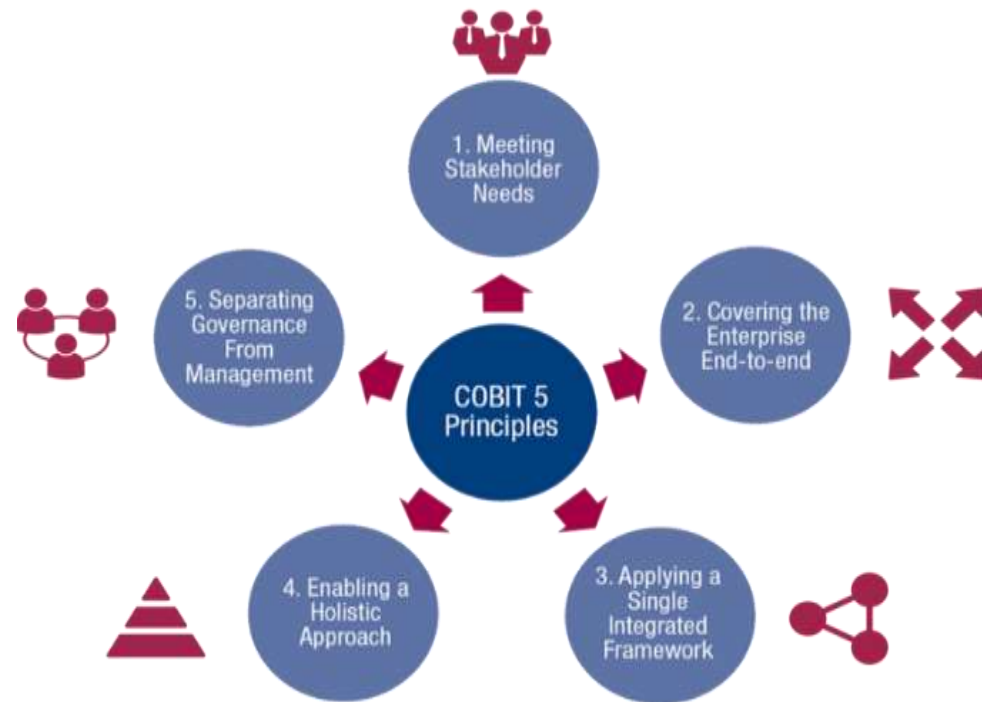 1. Meeting
Stakeholder
Needs
5. Separating
Governance
From
Management
2. Covering the
Enterprise
End-to-end
COBIT 5
Principles
4. Enabling a
Holistic
Approach
3. Applying a
Single
Integrated
Framework